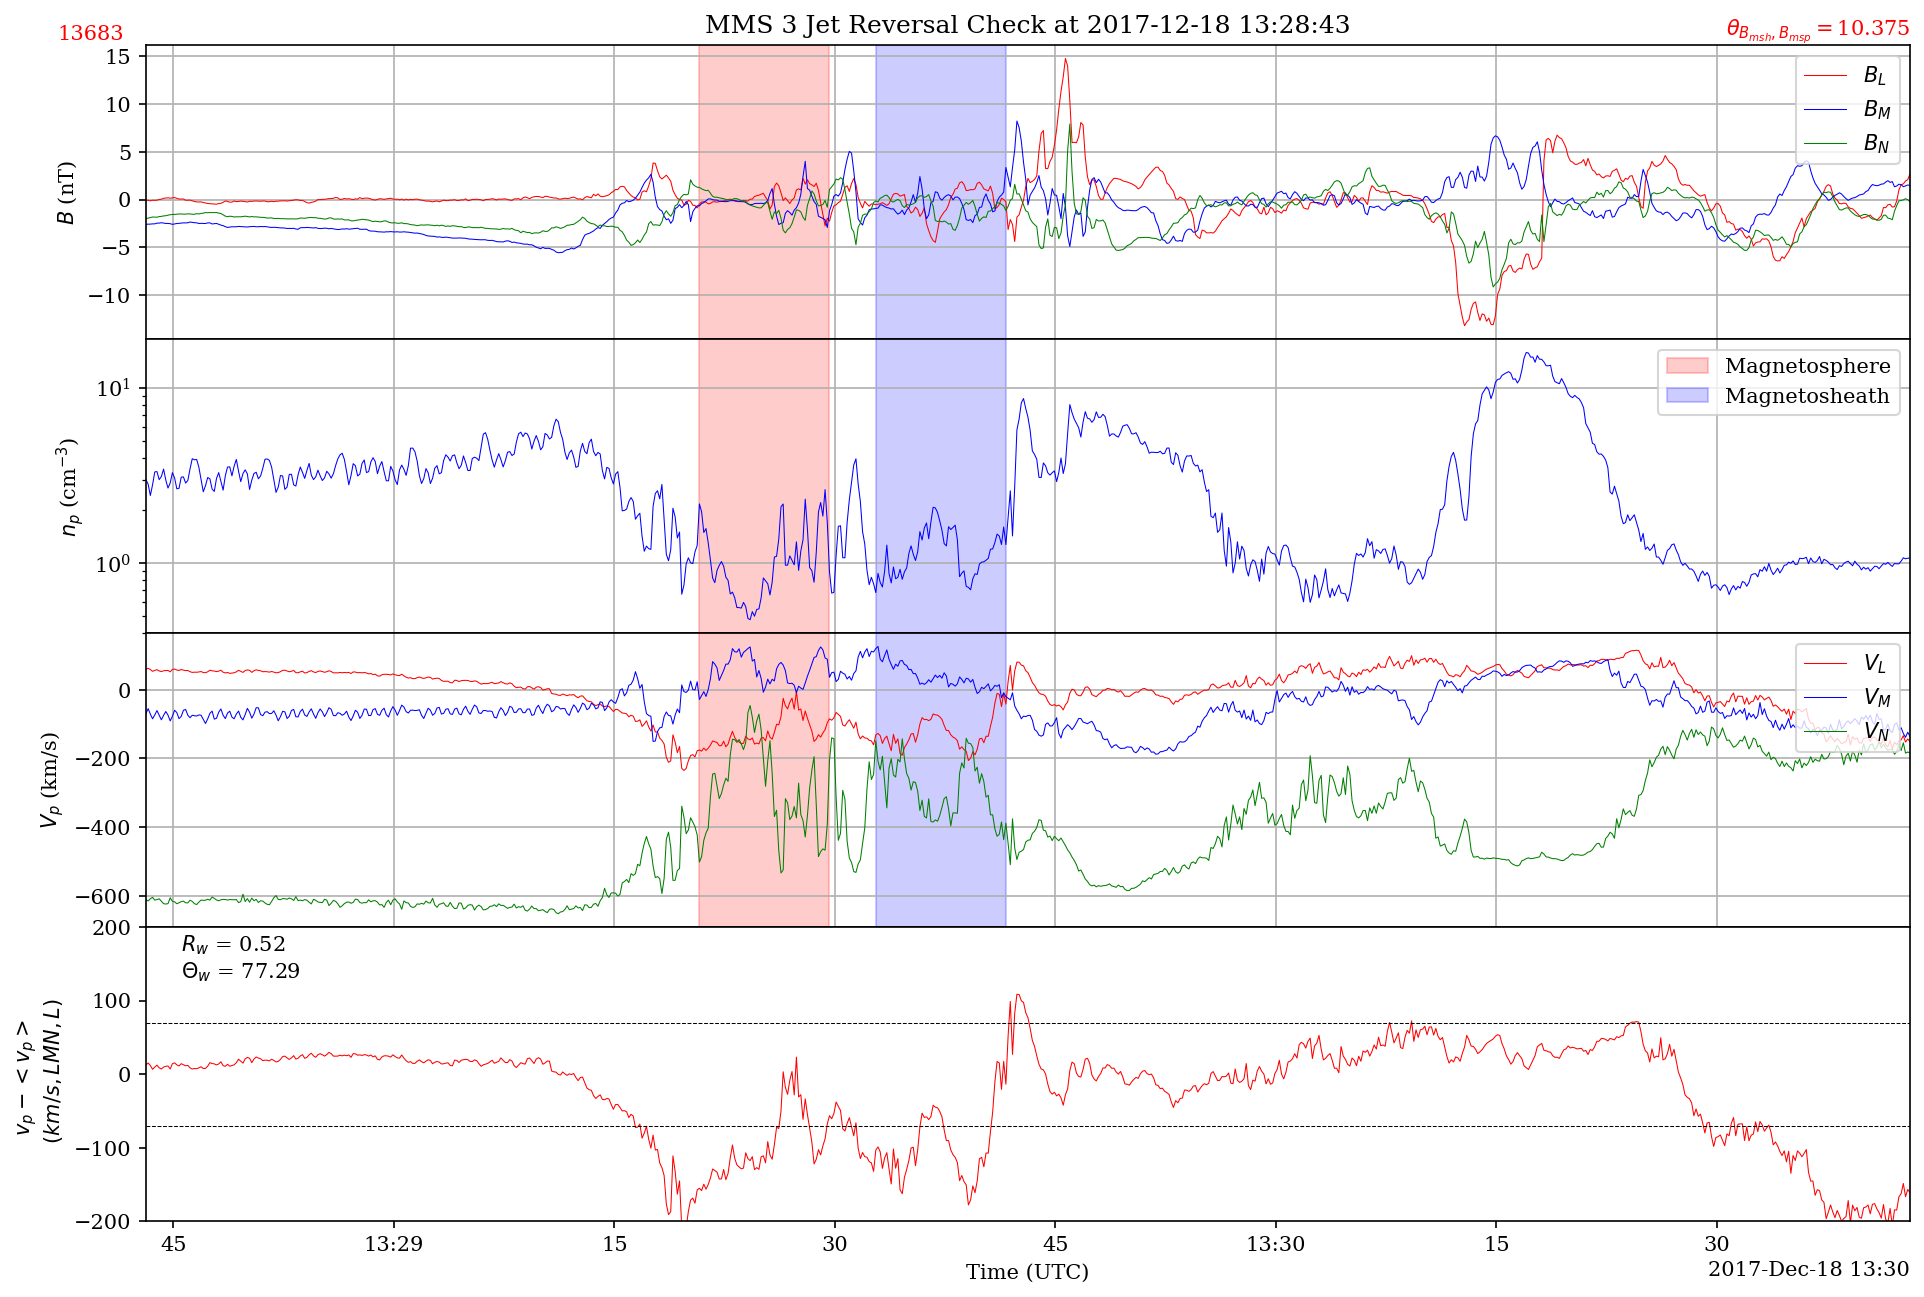 13683
MMS 3 Jet Reversal Check at 2017-12-18 13:28:43
θ_{B_{msh}, B_{msp}} = 10.375
15
10
5
0
−5
−10
B (nT)
B_L
B_M
B_N
10^1
10^0
n_p (cm^{−3})
Magnetosphere
Magnetosheath
0
−200
−400
−600
V_p (km/s)
V_L
V_M
V_N
200
100
0
−100
−200
v_p − < v_p >
(km/s, LMN, L)
R_w = 0.52
Θ_w = 77.29
45
13:29
15
30
45
13:30
15
30
Time (UTC)
2017-Dec-18 13:30